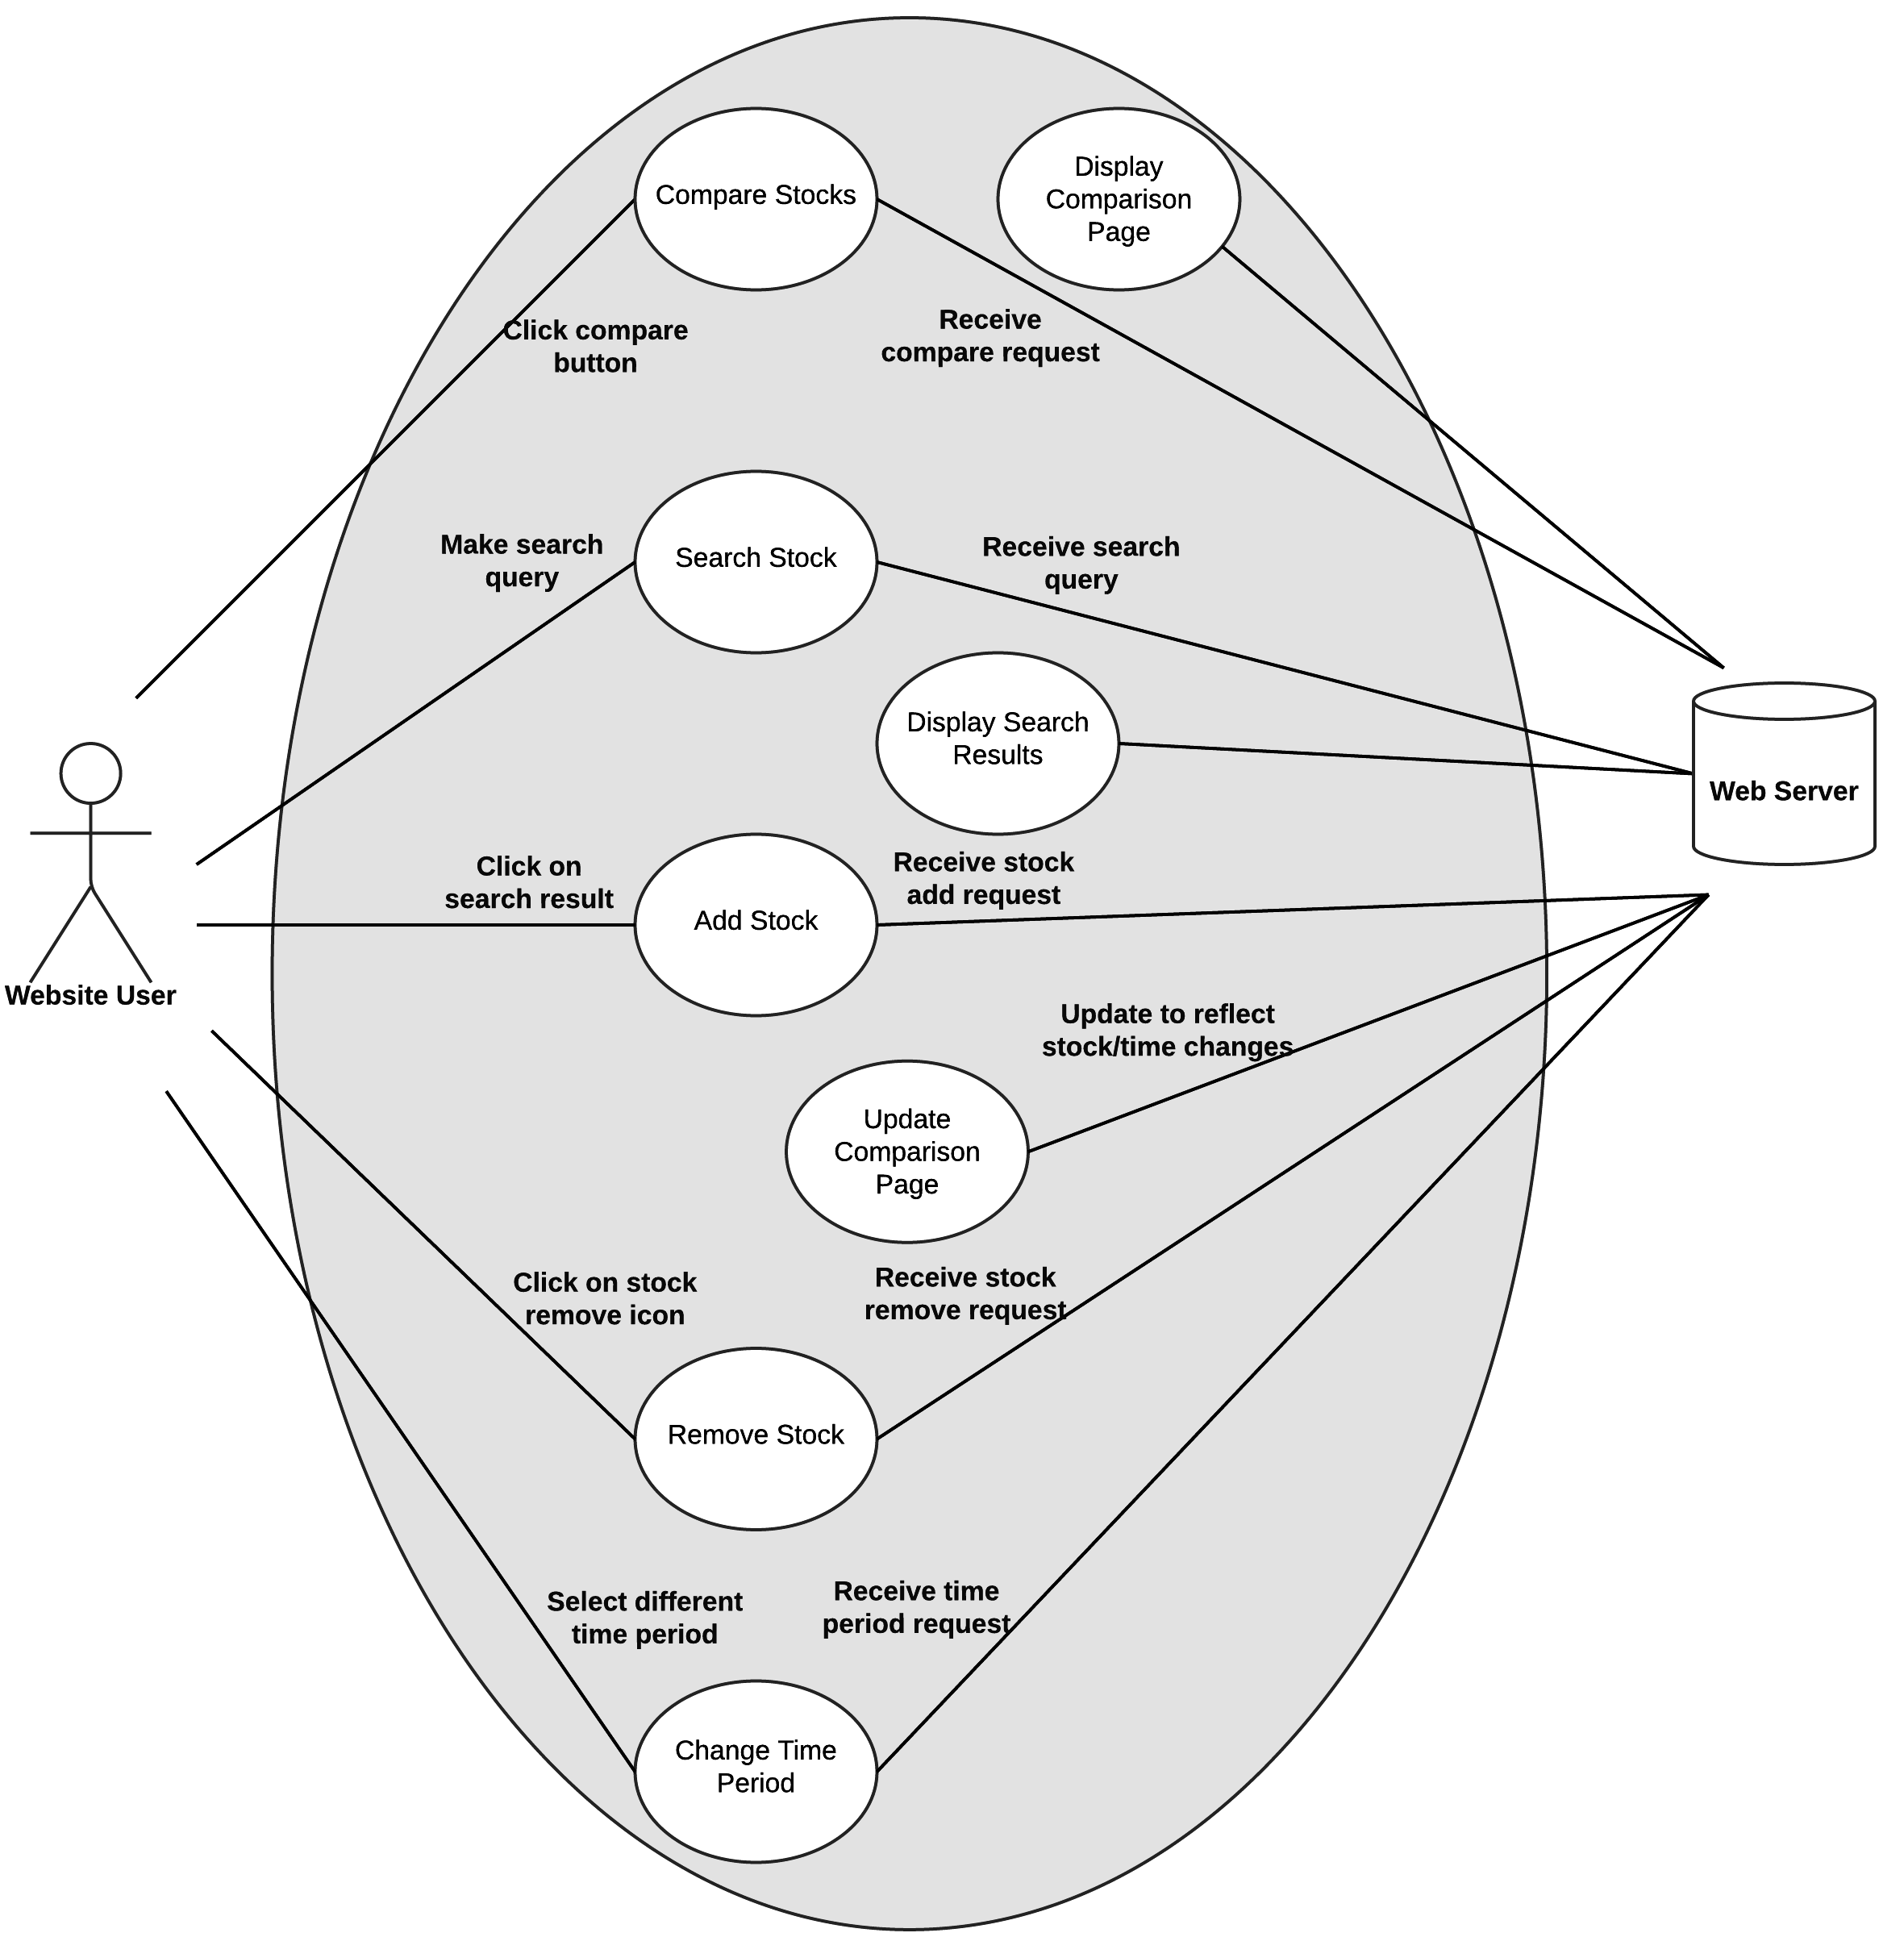 Compare Stocks
Display
Comparison
Page
Click compare
button
Receive
compare request
Make search
query
Search Stock
Receive search
query
Display Search
Results
Web Server
Click on
search result
Add Stock
Receive stock
add request
Website User
Update to reflect
stock/time changes
Update
Comparison
Page
Click on stock
remove icon
Receive stock
remove request
Remove Stock
Select different
time period
Receive time
period request
Change Time
Period